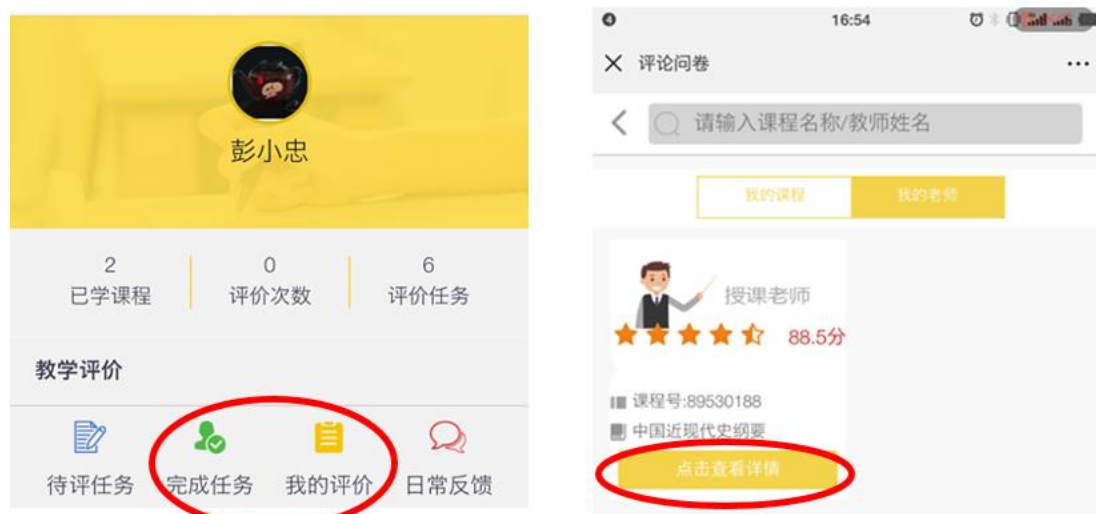 彭小忠
2
0
6
已学课程
评价次数
评价任务
教学评价
待评任务
完成任务
我的评价
日常反馈
4
16:54
评论问卷
请输入课程名称/教师姓名
我的课程
我的老师
授课老师
88.5分
课程号:89530188
中国近现代史纲要
点击查看详情